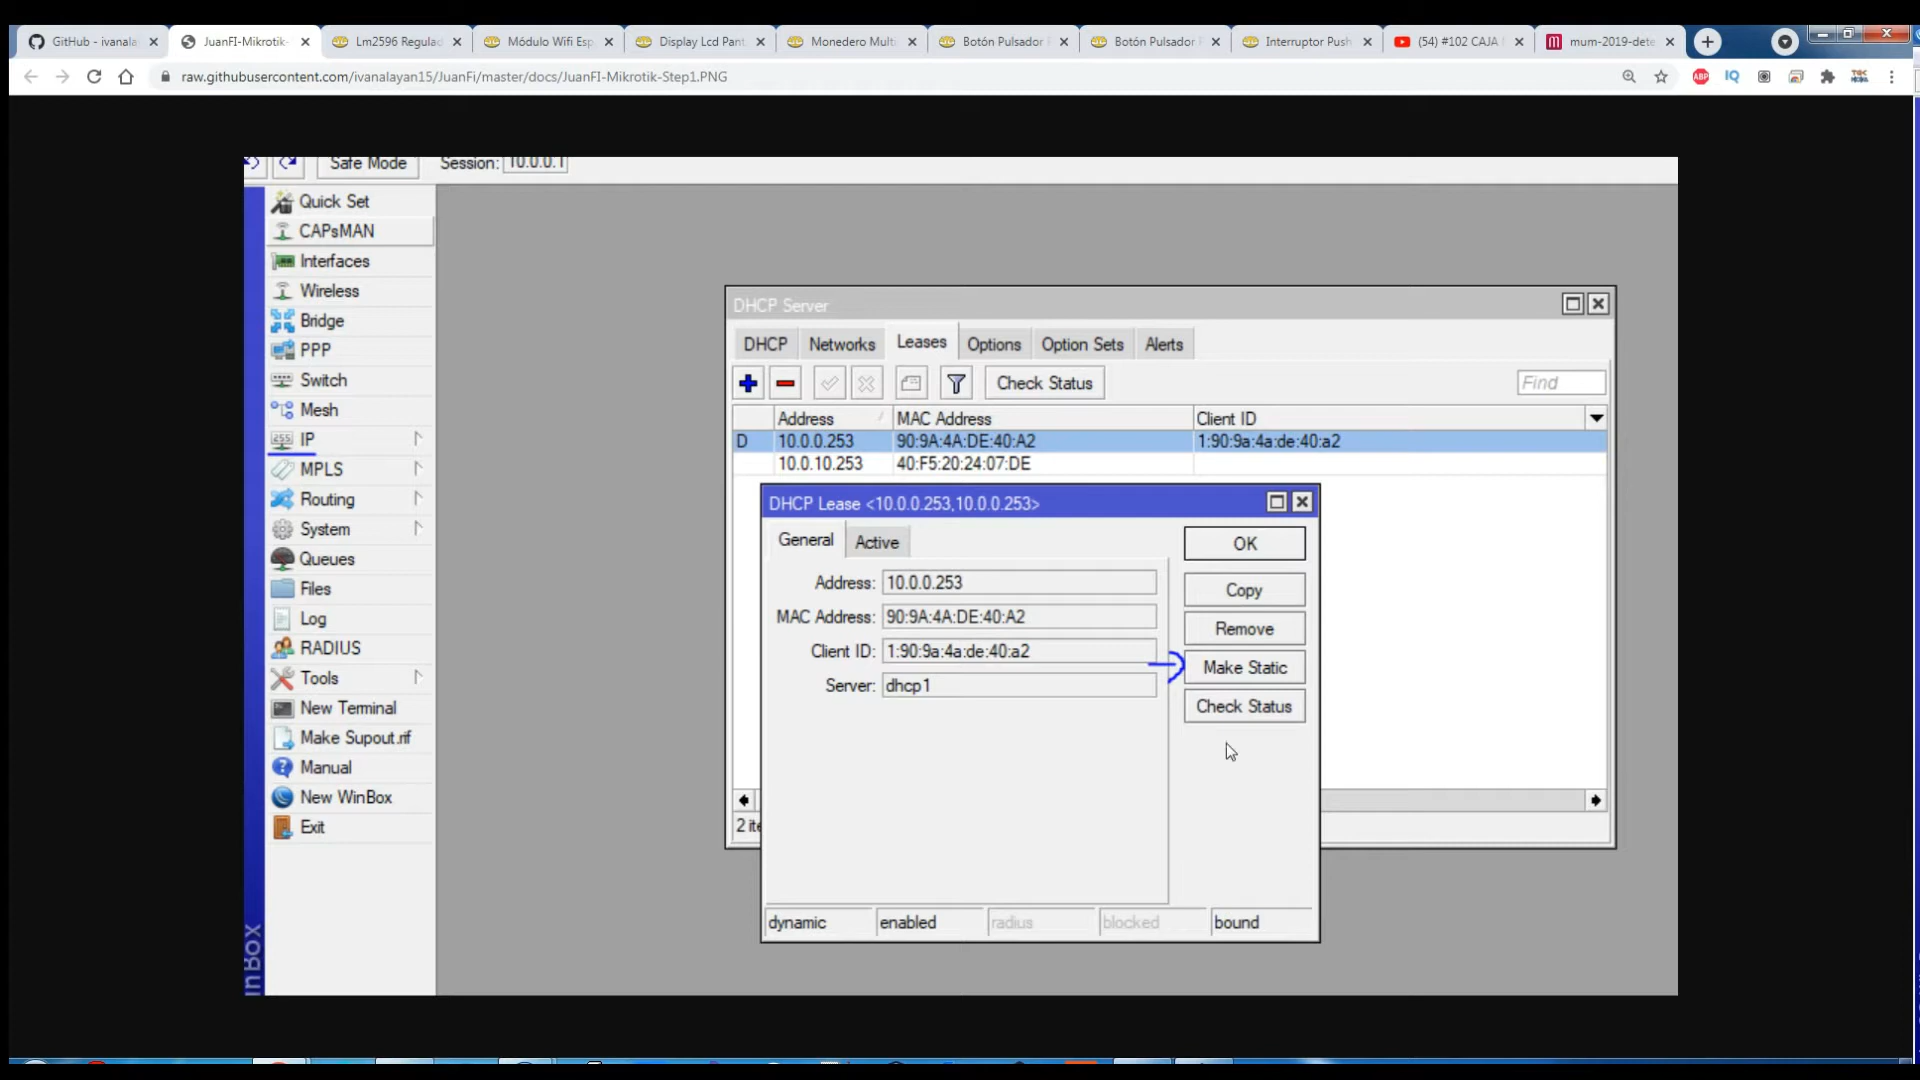 GitHub - ivanala
JuanFI-Mikrotik-
Lm2596 Regulad
Módulo Wifi Esp
Display Lcd Pant
Monedero Multi
Botón Pulsador
Botón Pulsador
Interruptor Push
(54) #102 CAJA
mum-2019-dete
raw.githubusercontent.com/ivanalayan15/JuanFi/master/docs/JuanFI-Mikrotik-Step1.PNG
ABP
IQ
Safe Mode
Session: 10.0.0.1
Quick Set
CAPsMAN
Interfaces
Wireless
Bridge
PPP
Switch
Mesh
255 IP
MPLS
Routing
System
Queues
Files
Log
RADIUS
Tools
New Terminal
Make Supout.rif
Manual
New WinBox
Exit
inBox
DHCP Server
DHCP Networks Leases Options Option Sets Alerts
Check Status
Find
Address MAC Address Client ID
D 10.0.0.253 90:9A:4A:DE:40:A2 1:90:9a:4a:de:40:a2
10.0.10.253 40:F5:20:24:07:DE
2 ite
DHCP Lease <10.0.0.253,10.0.0.253>
General Active
Address: 10.0.0.253
MAC Address: 90:9A:4A:DE:40:A2
Client ID: 1:90:9a:4a:de:40:a2
Server: dhcp1
OK
Copy
Remove
Make Static
Check Status
dynamic enabled radius blocked bound